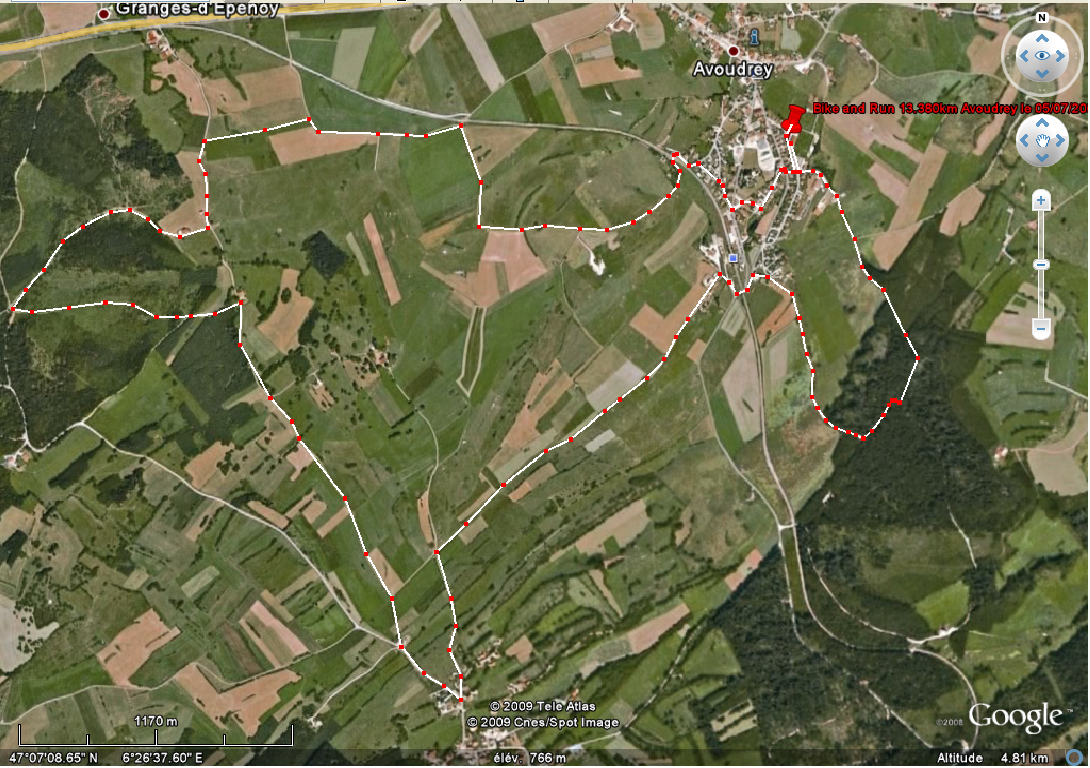 Granges-d'Epenoy
N
i
Avoudrey
Bike and Run 13.380km Avoudrey le 05/07/20
+
−
1170 m
© 2009 Tele Atlas
© 2009 Cnes/Spot Image
©2008 Google™
47°07'08.65" N 6°26'37.60" E élév. 766 m Altitude 4.81 km